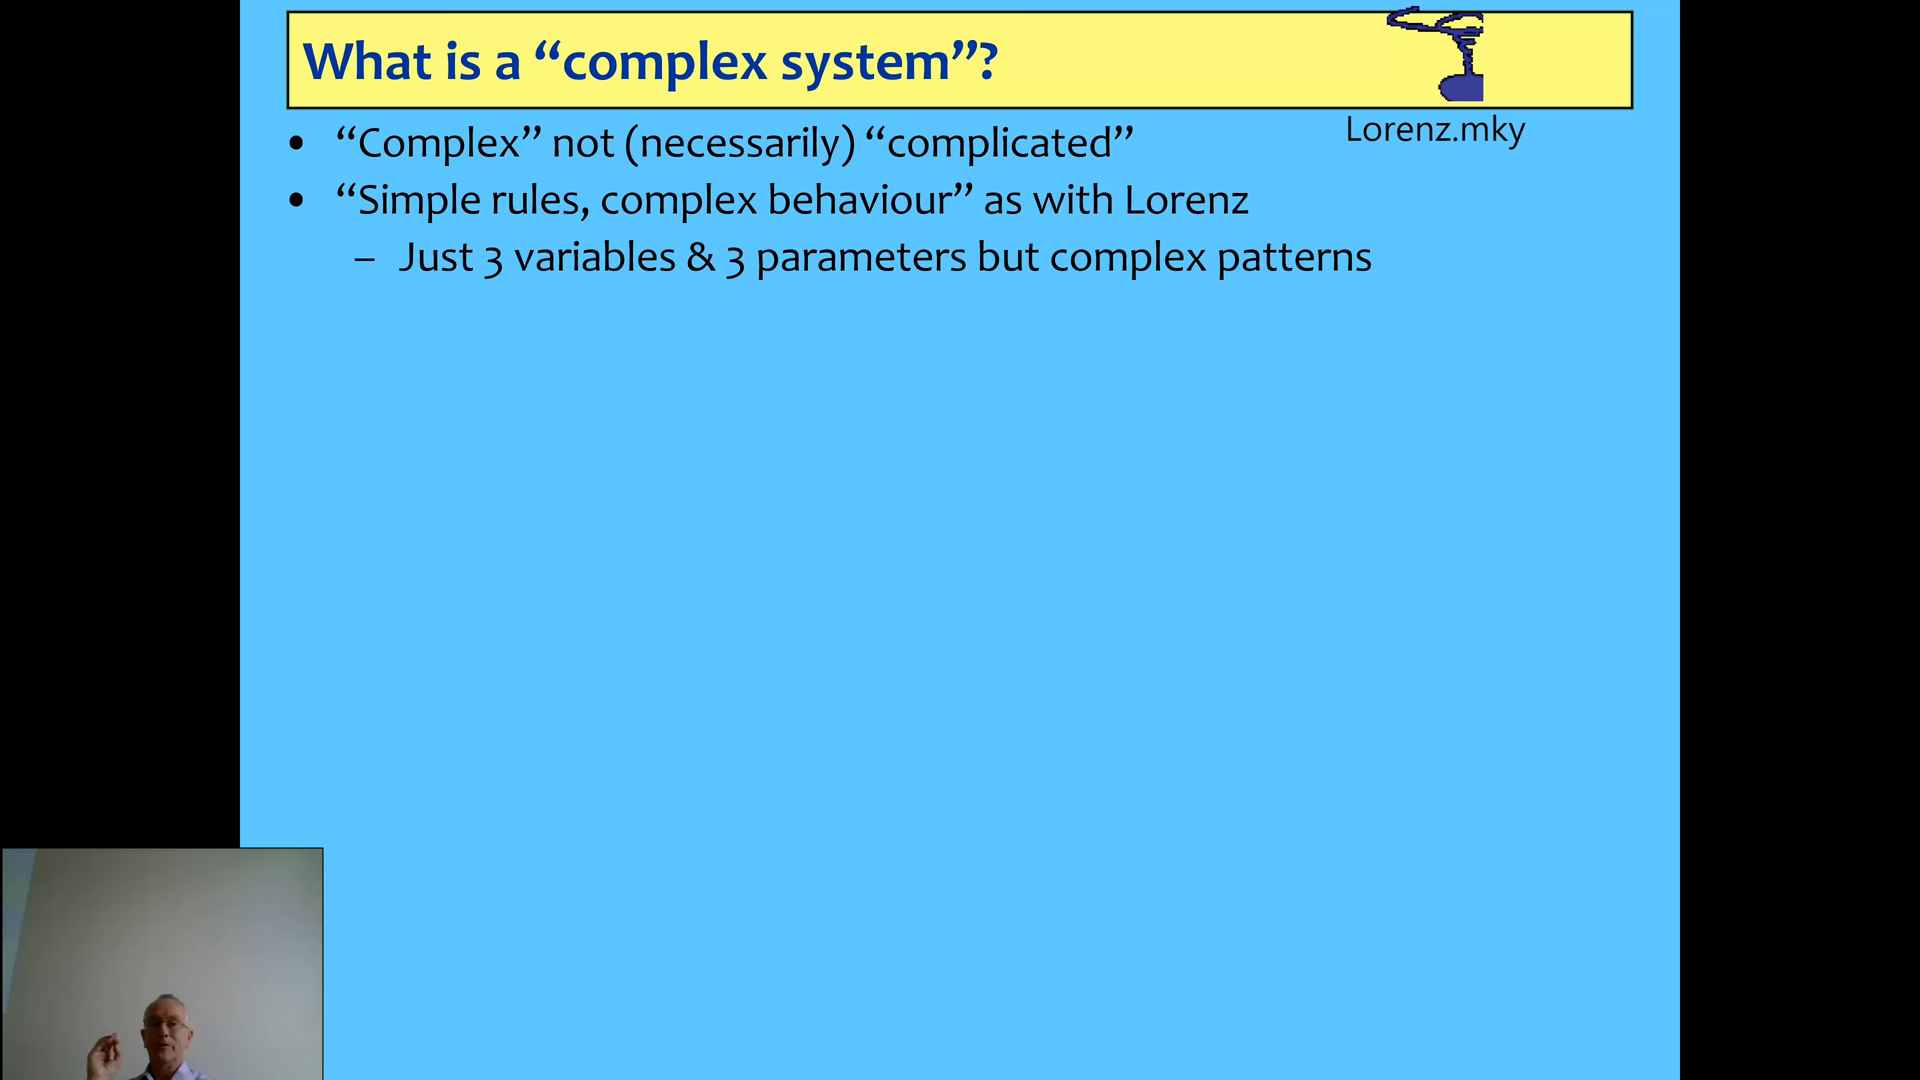 What is a “complex system”?
Lorenz.mky
• “Complex” not (necessarily) “complicated”
• “Simple rules, complex behaviour” as with Lorenz
– Just 3 variables & 3 parameters but complex patterns